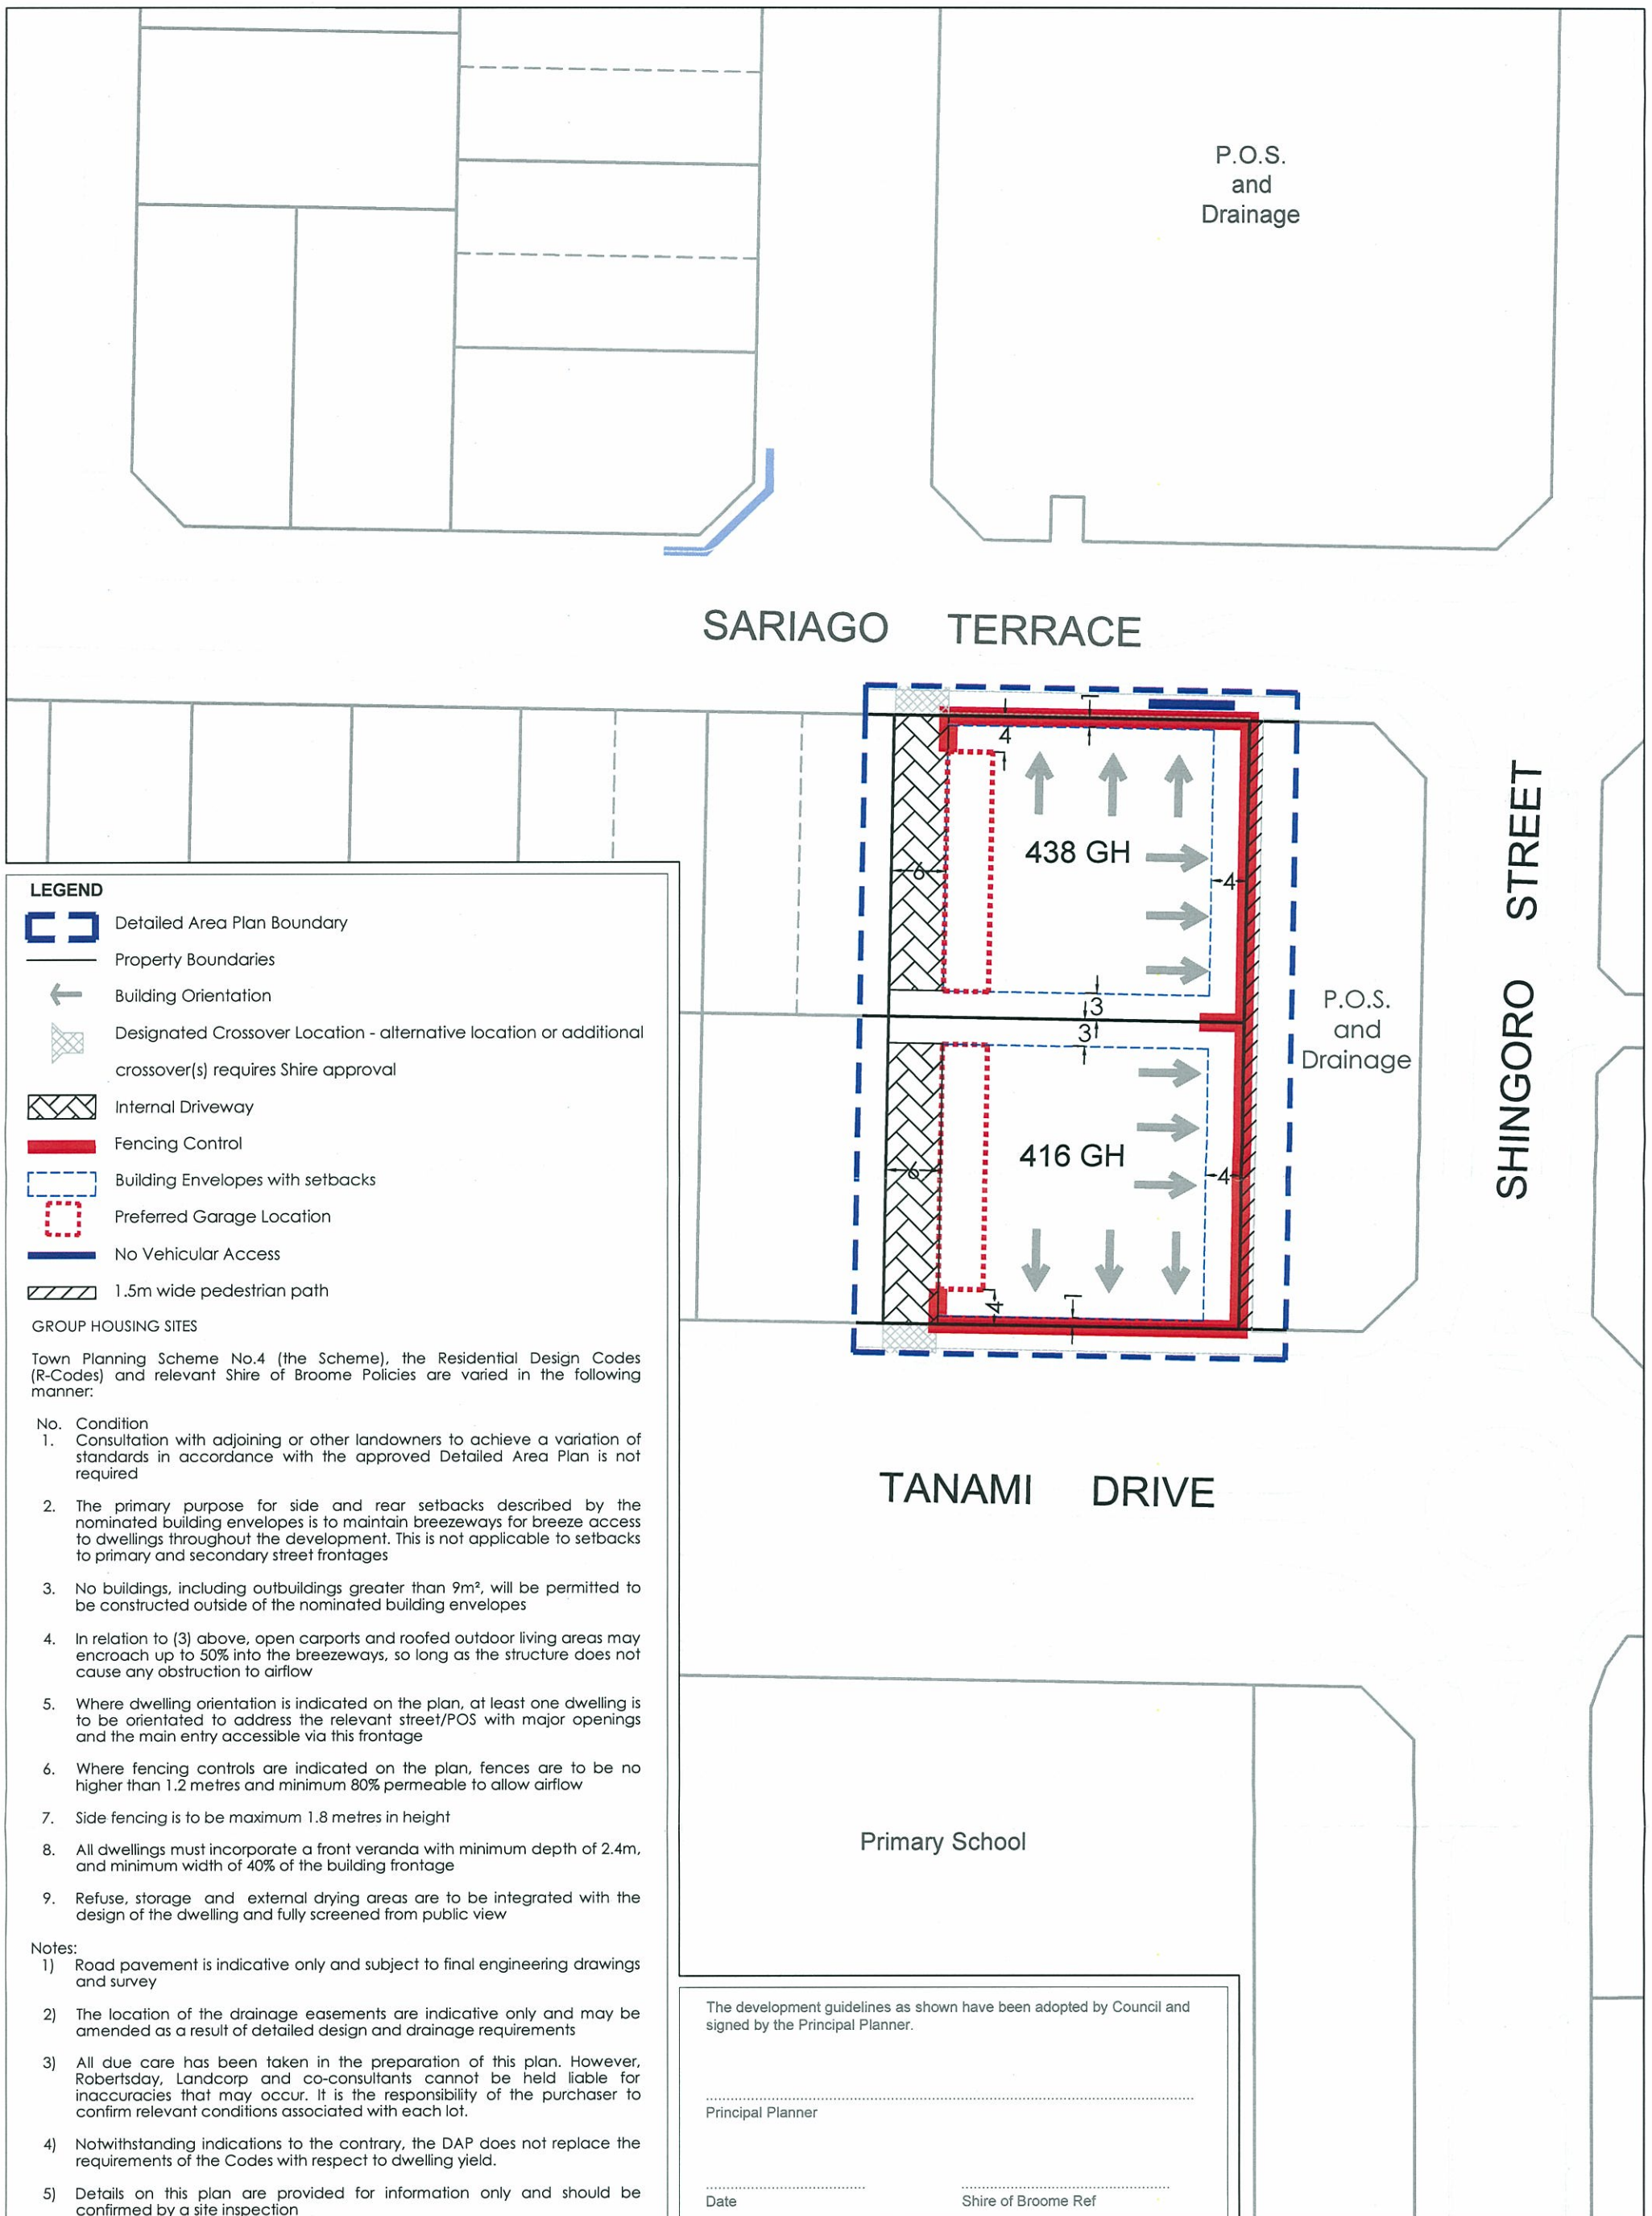 P.O.S.
and
Drainage
SARIAGO TERRACE
4
1
438 GH
6
4
3
3
P.O.S.
and
Drainage
SHINGORO STREET
416 GH
6
4
4
1
TANAMI DRIVE
Primary School
LEGEND
Detailed Area Plan Boundary
Property Boundaries
Building Orientation
Designated Crossover Location - alternative location or additional
crossover(s) requires Shire approval
Internal Driveway
Fencing Control
Building Envelopes with setbacks
Preferred Garage Location
No Vehicular Access
1.5m wide pedestrian path
GROUP HOUSING SITES
Town Planning Scheme No.4 (the Scheme), the Residential Design Codes
(R-Codes) and relevant Shire of Broome Policies are varied in the following
manner:
No. Condition
1. Consultation with adjoining or other landowners to achieve a variation of
standards in accordance with the approved Detailed Area Plan is not
required
2. The primary purpose for side and rear setbacks described by the
nominated building envelopes is to maintain breezeways for breeze access
to dwellings throughout the development. This is not applicable to setbacks
to primary and secondary street frontages
3. No buildings, including outbuildings greater than 9m², will be permitted to
be constructed outside of the nominated building envelopes
4. In relation to (3) above, open carports and roofed outdoor living areas may
encroach up to 50% into the breezeways, so long as the structure does not
cause any obstruction to airflow
5. Where dwelling orientation is indicated on the plan, at least one dwelling is
to be orientated to address the relevant street/POS with major openings
and the main entry accessible via this frontage
6. Where fencing controls are indicated on the plan, fences are to be no
higher than 1.2 metres and minimum 80% permeable to allow airflow
7. Side fencing is to be maximum 1.8 metres in height
8. All dwellings must incorporate a front veranda with minimum depth of 2.4m,
and minimum width of 40% of the building frontage
9. Refuse, storage and external drying areas are to be integrated with the
design of the dwelling and fully screened from public view
Notes:
1) Road pavement is indicative only and subject to final engineering drawings
and survey
2) The location of the drainage easements are indicative only and may be
amended as a result of detailed design and drainage requirements
3) All due care has been taken in the preparation of this plan. However,
Robertsday, Landcorp and co-consultants cannot be held liable for
inaccuracies that may occur. It is the responsibility of the purchaser to
confirm relevant conditions associated with each lot.
4) Notwithstanding indications to the contrary, the DAP does not replace the
requirements of the Codes with respect to dwelling yield.
5) Details on this plan are provided for information only and should be
confirmed by a site inspection
The development guidelines as shown have been adopted by Council and
signed by the Principal Planner.
Principal Planner
Date Shire of Broome Ref